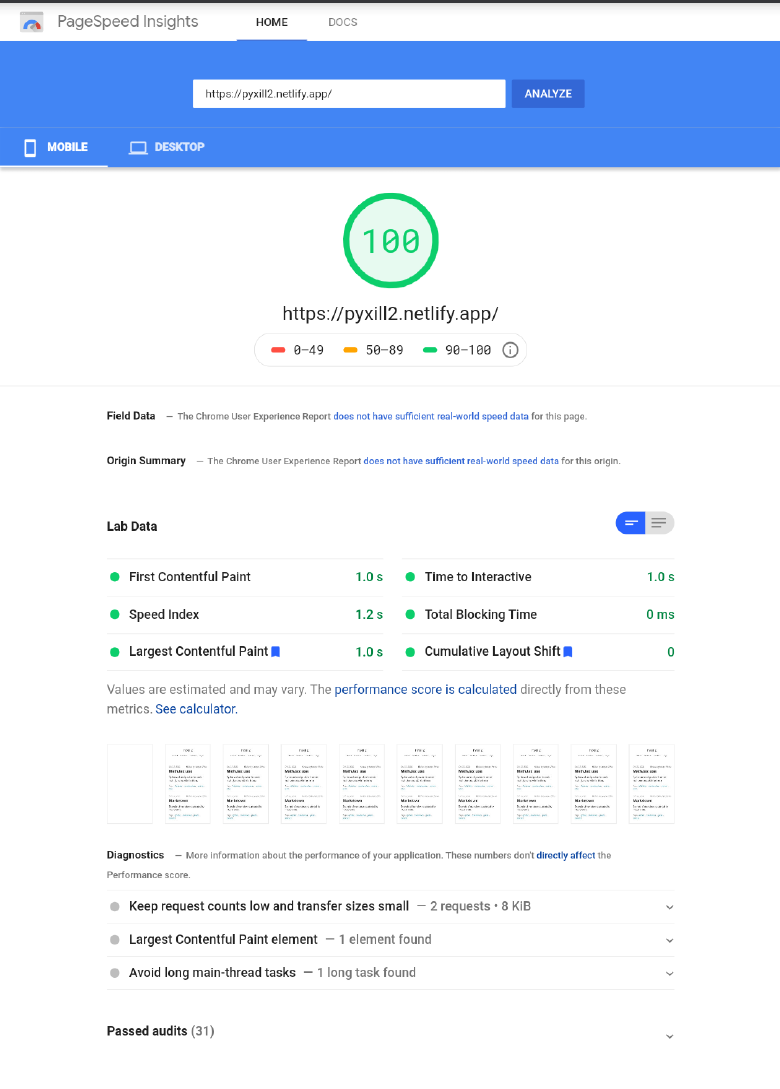 PageSpeed Insights
HOME
DOCS
https://pyxill2.netlify.app/
ANALYZE
MOBILE
DESKTOP
100
https://pyxill2.netlify.app/
0–49
50–89
90–100
Field Data — The Chrome User Experience Report does not have sufficient real-world speed data for this page.
Origin Summary — The Chrome User Experience Report does not have sufficient real-world speed data for this origin.
Lab Data
First Contentful Paint 1.0 s
Time to Interactive 1.0 s
Speed Index 1.2 s
Total Blocking Time 0 ms
Largest Contentful Paint 1.0 s
Cumulative Layout Shift 0
Values are estimated and may vary. The performance score is calculated directly from these
metrics. See calculator.
Diagnostics — More information about the performance of your application. These numbers don't directly affect the
Performance score.
Keep request counts low and transfer sizes small — 2 requests • 8 KiB
Largest Contentful Paint element — 1 element found
Avoid long main-thread tasks — 1 long task found
Passed audits (31)